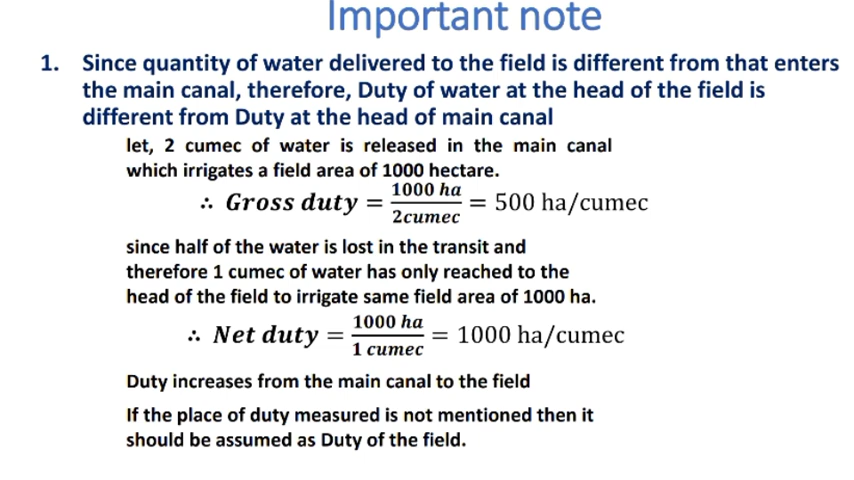 Important note
1. Since quantity of water delivered to the field is different from that enters
the main canal, therefore, Duty of water at the head of the field is
different from Duty at the head of main canal
let, 2 cumec of water is released in the main canal
which irrigates a field area of 1000 hectare.
∴ Gross duty = 1000 ha / 2cumec = 500 ha/cumec
since half of the water is lost in the transit and
therefore 1 cumec of water has only reached to the
head of the field to irrigate same field area of 1000 ha.
∴ Net duty = 1000 ha / 1 cumec = 1000 ha/cumec
Duty increases from the main canal to the field
If the place of duty measured is not mentioned then it
should be assumed as Duty of the field.